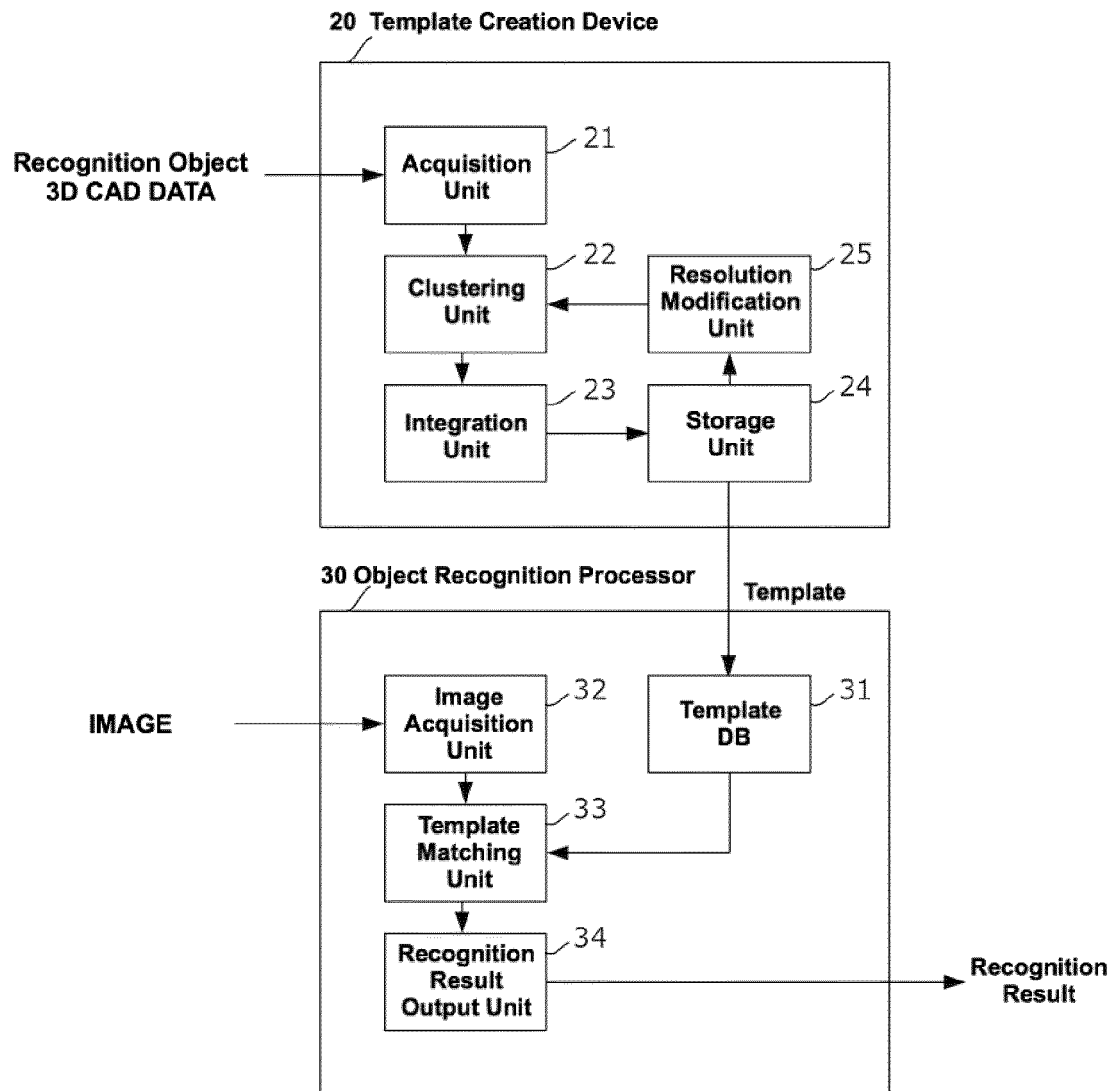 20 Template Creation Device
21
Recognition Object
3D CAD DATA
Acquisition
Unit
22
Clustering
Unit
25
Resolution
Modification
Unit
23
Integration
Unit
24
Storage
Unit
30 Object Recognition Processor
Template
32
Image
Acquisition
Unit
31
Template
DB
IMAGE
33
Template
Matching
Unit
34
Recognition
Result
Output Unit
Recognition
Result